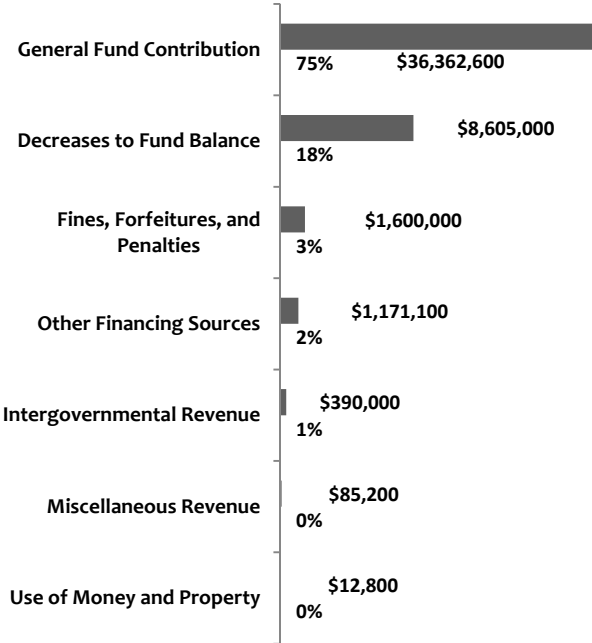 General Fund Contribution
75% $36,362,600
Decreases to Fund Balance
$8,605,000
18%
Fines, Forfeitures, and
Penalties
$1,600,000
3%
Other Financing Sources
$1,171,100
2%
Intergovernmental Revenue
$390,000
1%
Miscellaneous Revenue
$85,200
0%
Use of Money and Property
$12,800
0%